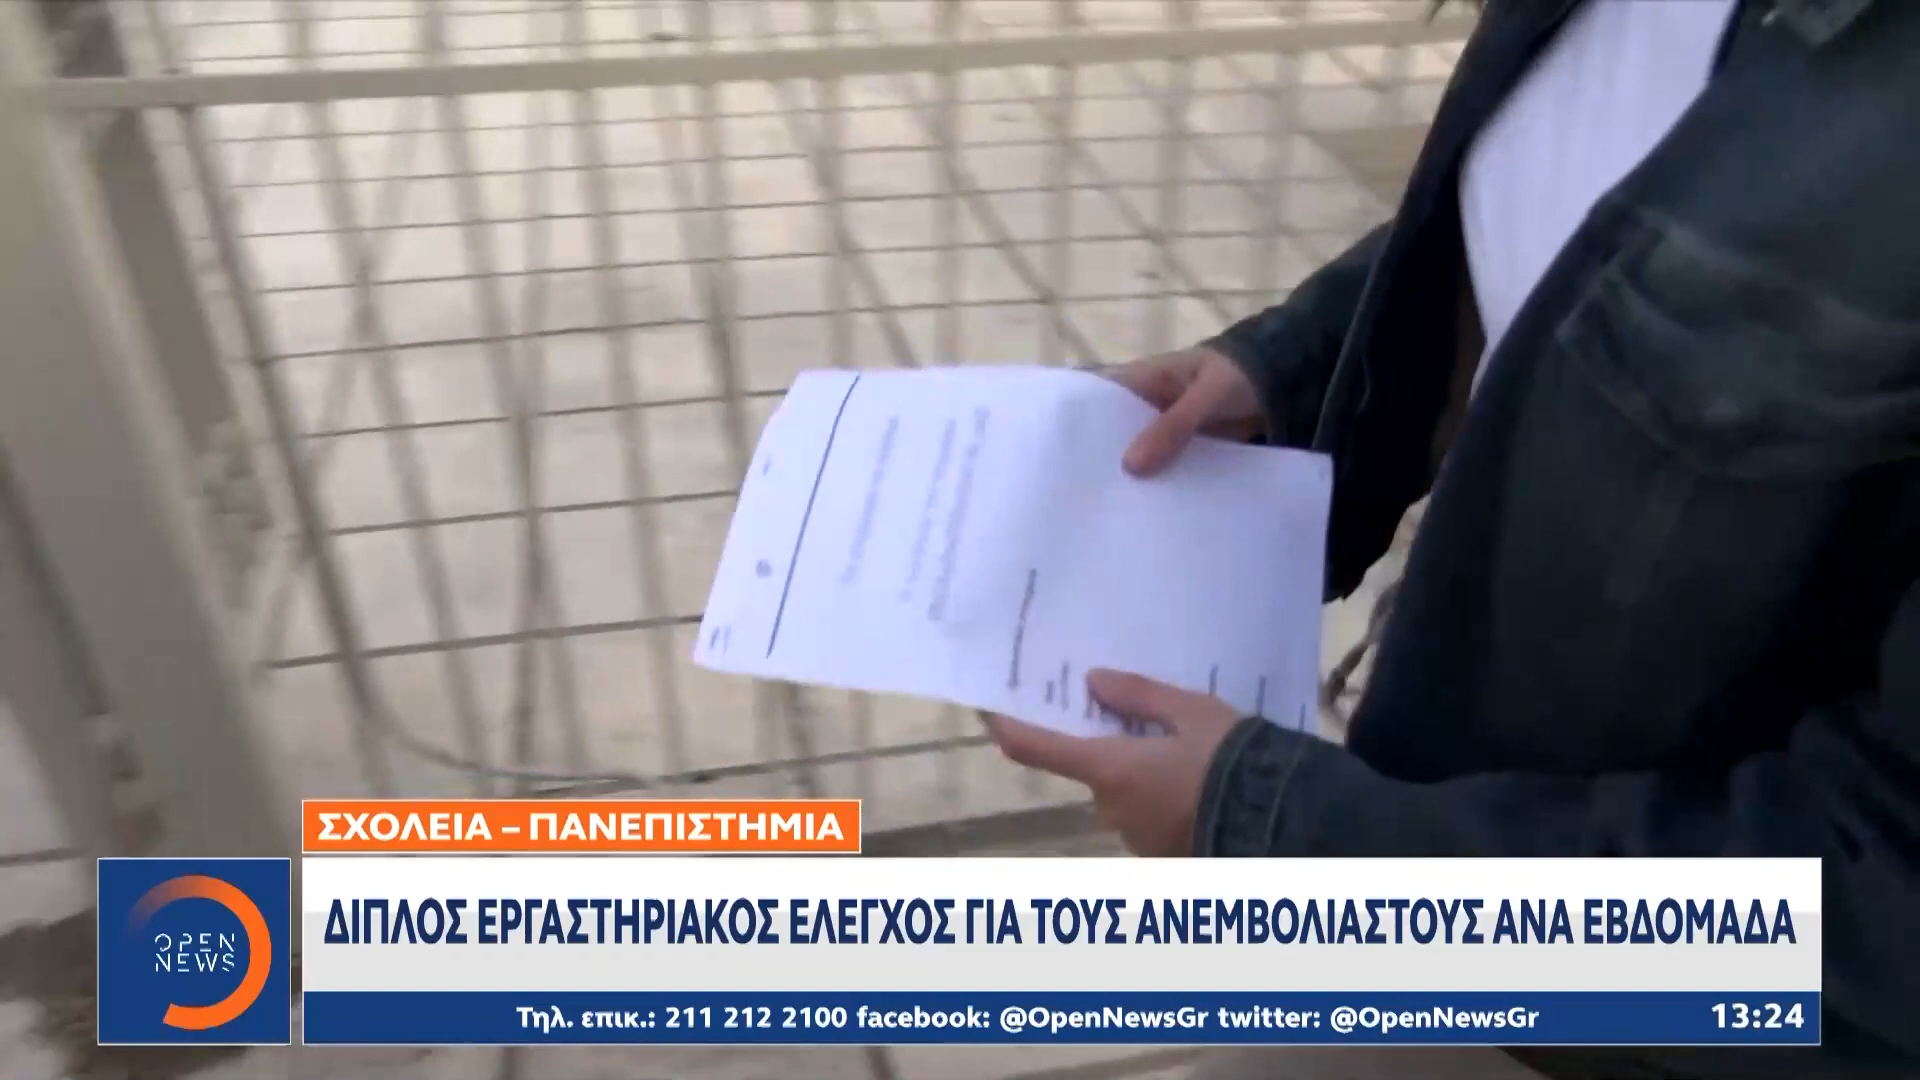 ΣΧΟΛΕΙΑ – ΠΑΝΕΠΙΣΤΗΜΙΑ
ΔΙΠΛΟΣ ΕΡΓΑΣΤΗΡΙΑΚΟΣ ΕΛΕΓΧΟΣ ΓΙΑ ΤΟΥΣ ΑΝΕΜΒΟΛΙΑΣΤΟΥΣ ΑΝΑ ΕΒΔΟΜΑΔΑ
OPEN
NEWS
Τηλ. επικ.: 211 212 2100 facebook: @OpenNewsGr twitter: @OpenNewsGr
13:24